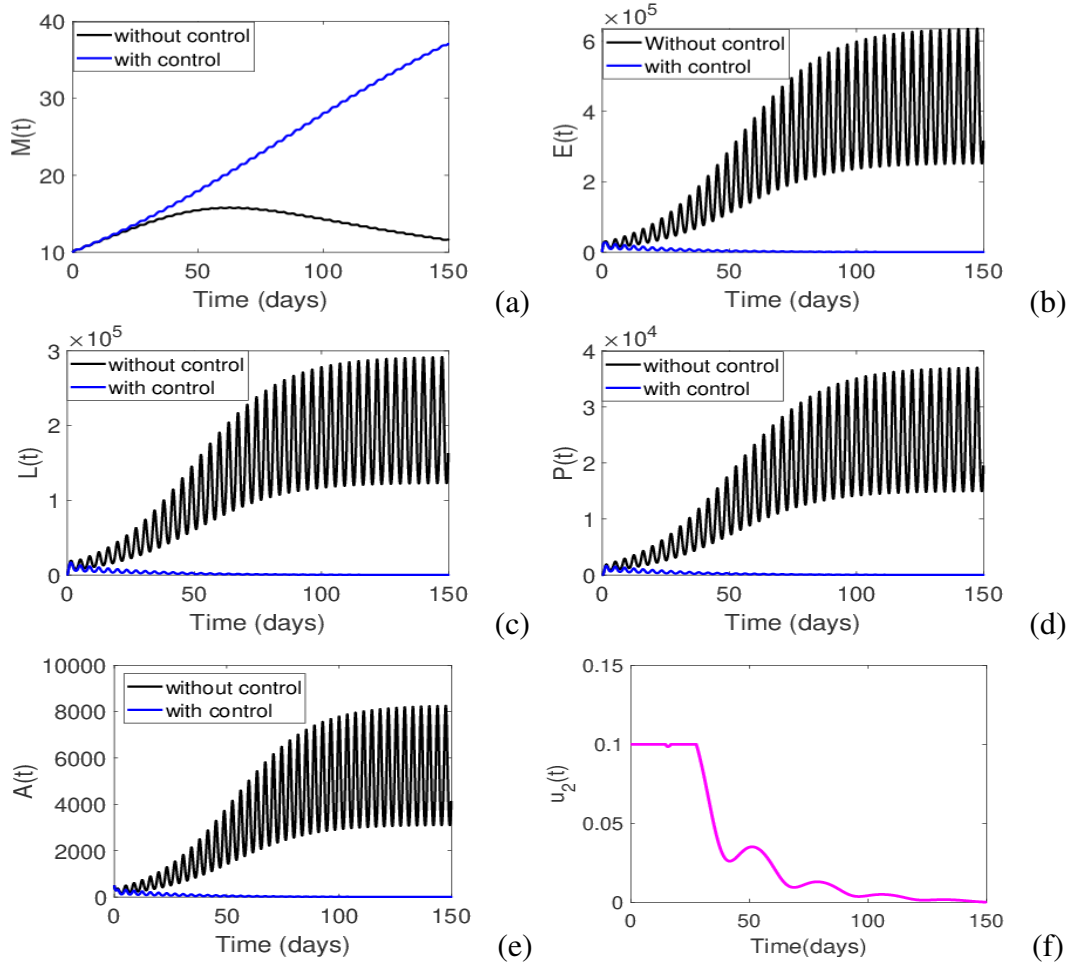 40
30
20
10
M(t)
without control
with control
0 50 100 150
Time (days)
(a)
×10^5
6
4
2
0
E(t)
Without control
with control
0 50 100 150
Time (days)
(b)
×10^5
3
2
1
0
L(t)
without control
with control
0 50 100 150
Time (days)
(c)
×10^4
4
3
2
1
0
P(t)
without control
with control
0 50 100 150
Time (days)
(d)
10000
8000
6000
4000
2000
0
A(t)
without control
with control
0 50 100 150
Time (days)
(e)
0.15
0.1
0.05
0
u_2(t)
0 50 100 150
Time(days)
(f)